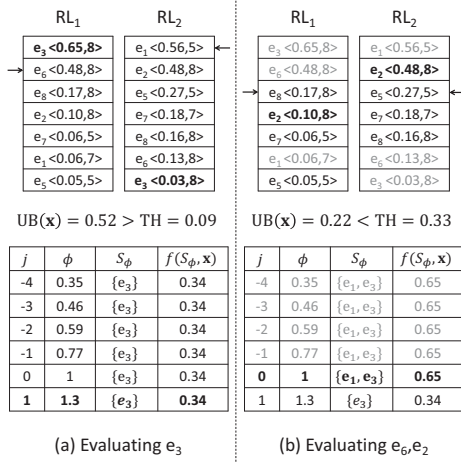 RL1 RL2
e3 <0.65,8> e1 <0.56,5>
e6 <0.48,8> e2 <0.48,8>
e8 <0.17,8> e5 <0.27,5>
e2 <0.10,8> e7 <0.18,7>
e7 <0.06,5> e8 <0.16,8>
e1 <0.06,7> e6 <0.13,8>
e5 <0.05,5> e3 <0.03,8>
UB(x) = 0.52 > TH = 0.09
j ϕ Sϕ f(Sϕ, x)
-4 0.35 {e3} 0.34
-3 0.46 {e3} 0.34
-2 0.59 {e3} 0.34
-1 0.77 {e3} 0.34
0 1 {e3} 0.34
1 1.3 {e3} 0.34
(a) Evaluating e3
RL1 RL2
e3 <0.65,8> e1 <0.56,5>
e6 <0.48,8> e2 <0.48,8>
e8 <0.17,8> e5 <0.27,5>
e2 <0.10,8> e7 <0.18,7>
e7 <0.06,5> e8 <0.16,8>
e1 <0.06,7> e6 <0.13,8>
e5 <0.05,5> e3 <0.03,8>
UB(x) = 0.22 < TH = 0.33
j ϕ Sϕ f(Sϕ, x)
-4 0.35 {e1, e3} 0.65
-3 0.46 {e1, e3} 0.65
-2 0.59 {e1, e3} 0.65
-1 0.77 {e1, e3} 0.65
0 1 {e1, e3} 0.65
1 1.3 {e3} 0.34
(b) Evaluating e6,e2